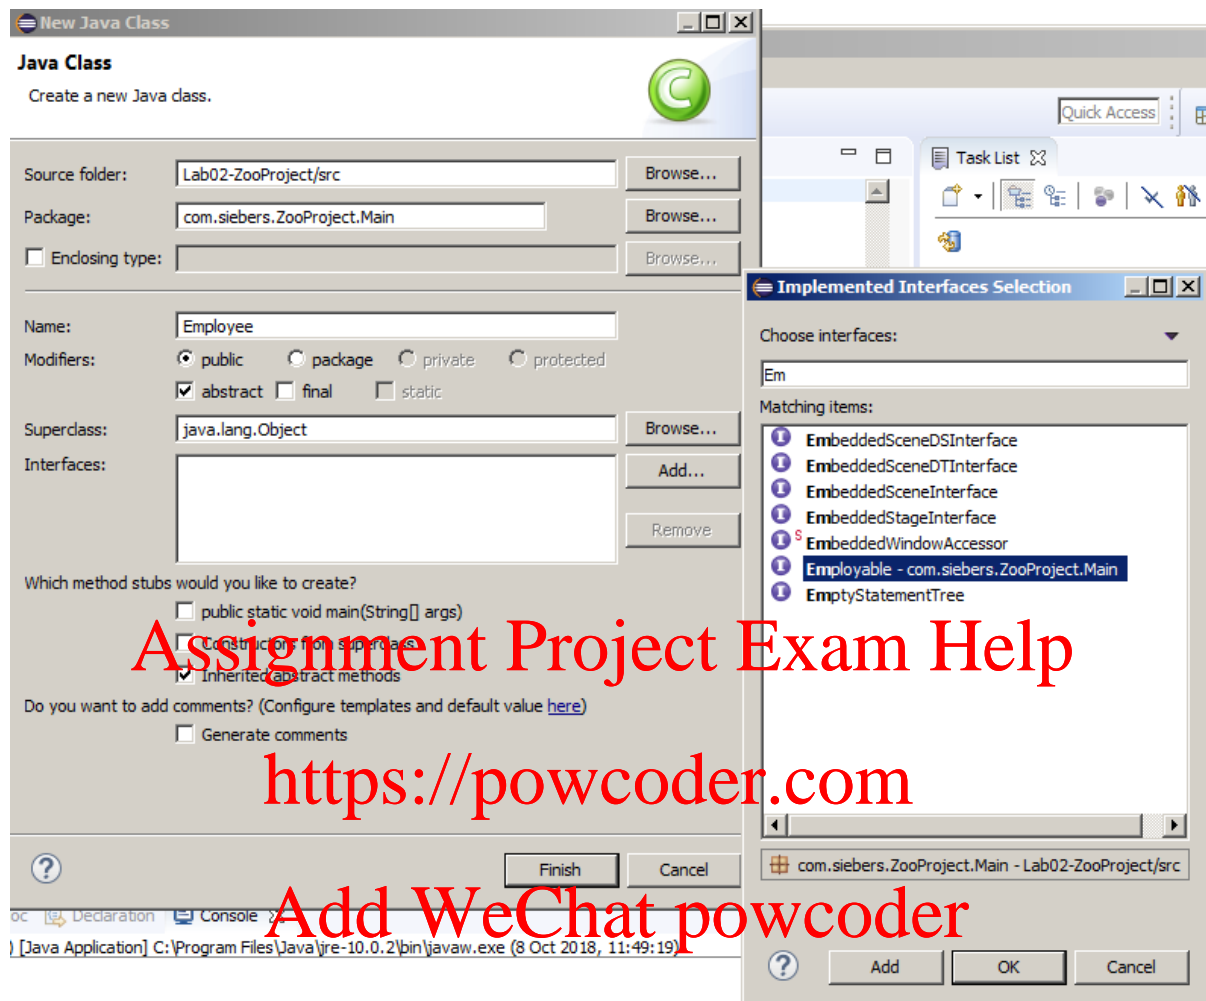 New Java Class
Java Class
Create a new Java class.
Source folder: Lab02-ZooProject/src Browse...
Package: com.siebers.ZooProject.Main Browse...
Enclosing type: Browse...
Name: Employee
Modifiers: public package private protected
abstract final static
Superclass: java.lang.Object Browse...
Interfaces: Add...
Remove
Which method stubs would you like to create?
public static void main(String[] args)
Constructors from superclass
Inherited abstract methods
Do you want to add comments? (Configure templates and default value here)
Generate comments
Finish Cancel
Quick Access
Task List
Implemented Interfaces Selection
Choose interfaces:
Em
Matching items:
EmbeddedSceneDSInterface
EmbeddedSceneDTInterface
EmbeddedSceneInterface
EmbeddedStageInterface
S EmbeddedWindowAccessor
Employable - com.siebers.ZooProject.Main
EmptyStatementTree
com.siebers.ZooProject.Main - Lab02-ZooProject/src
Add OK Cancel
Assignment Project Exam Help
https://powcoder.com
Add WeChat powcoder
oc Declaration Console
) [Java Application] C:\Program Files\Java\jre-10.0.2\bin\javaw.exe (8 Oct 2018, 11:49:19)